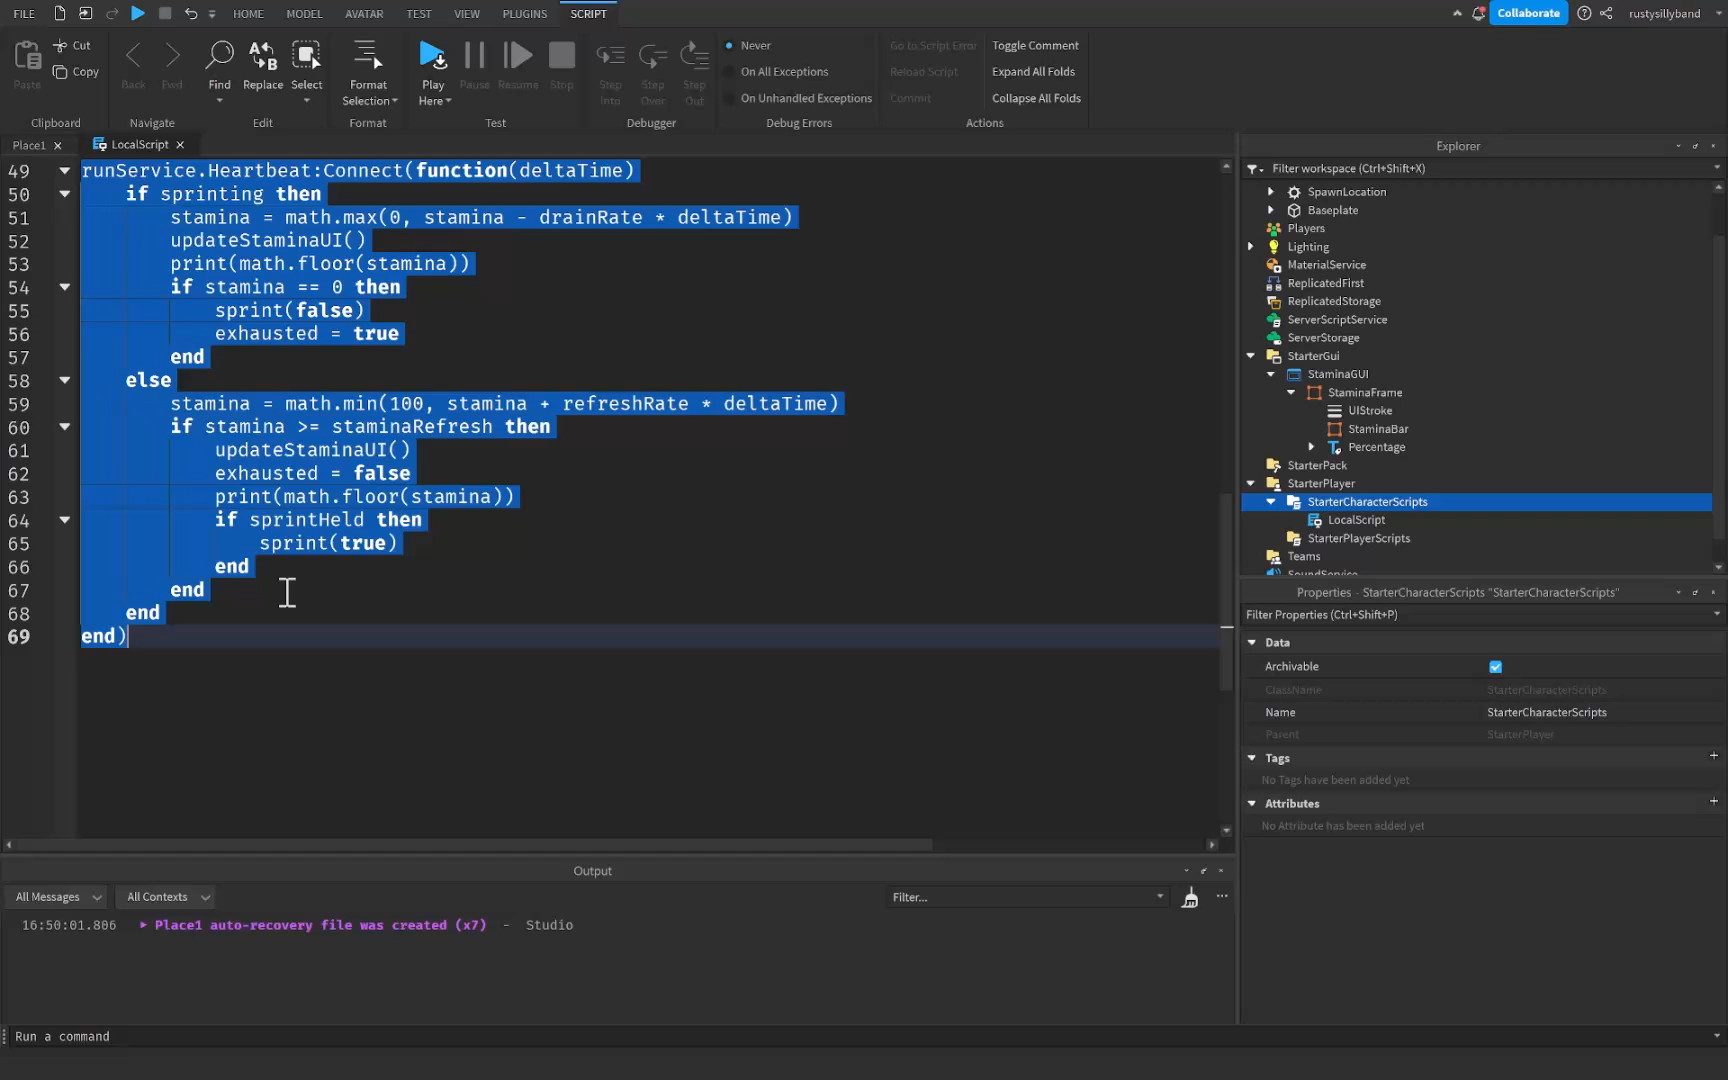 FILE HOME MODEL AVATAR TEST VIEW PLUGINS SCRIPT Collaborate rustysillyband
Paste Cut Copy Back Fwd Find Replace Select Format Selection Play Here Pause Resume Stop Step Into Step Over Step Out
Never Go to Script Error Toggle Comment
On All Exceptions Reload Script Expand All Folds
On Unhandled Exceptions Commit Collapse All Folds
Clipboard Navigate Edit Format Test Debugger Debug Errors Actions
Place1 LocalScript
49 runService.Heartbeat:Connect(function(deltaTime)
50 if sprinting then
51 stamina = math.max(0, stamina - drainRate * deltaTime)
52 updateStaminaUI()
53 print(math.floor(stamina))
54 if stamina == 0 then
55 sprint(false)
56 exhausted = true
57 end
58 else
59 stamina = math.min(100, stamina + refreshRate * deltaTime)
60 if stamina >= staminaRefresh then
61 updateStaminaUI()
62 exhausted = false
63 print(math.floor(stamina))
64 if sprintHeld then
65 sprint(true)
66 end
67 end
68 end
69 end)
Explorer
Filter workspace (Ctrl+Shift+X)
SpawnLocation
Baseplate
Players
Lighting
MaterialService
ReplicatedFirst
ReplicatedStorage
ServerScriptService
ServerStorage
StarterGui
StaminaGUI
StaminaFrame
UIStroke
StaminaBar
Percentage
StarterPack
StarterPlayer
StarterCharacterScripts
LocalScript
StarterPlayerScripts
Teams
SoundService
Properties - StarterCharacterScripts "StarterCharacterScripts"
Filter Properties (Ctrl+Shift+P)
Data
Archivable
ClassName StarterCharacterScripts
Name StarterCharacterScripts
Parent StarterPlayer
Tags
No Tags have been added yet
Attributes
No Attribute has been added yet
Output
All Messages All Contexts Filter...
16:50:01.806 Place1 auto-recovery file was created (x7) - Studio
Run a command